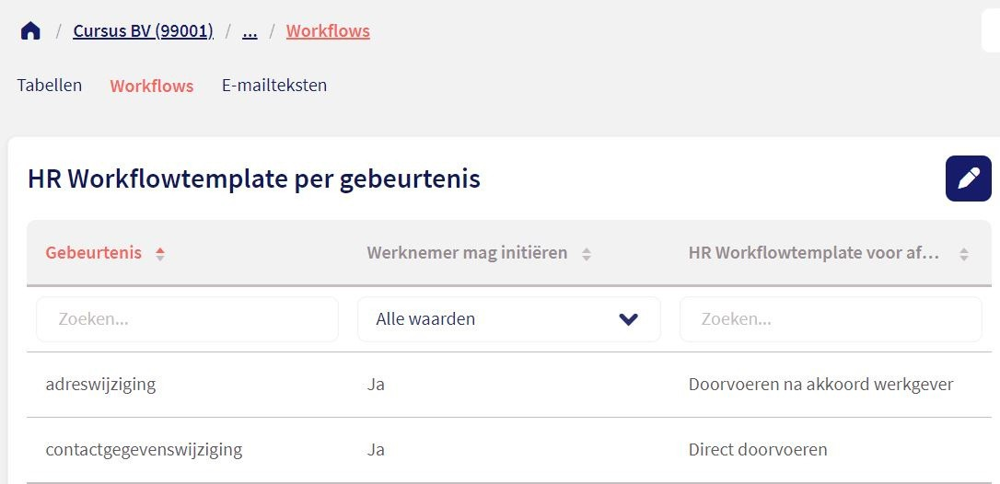 / Cursus BV (99001) / ... / Workflows
Tabellen Workflows E-mailteksten
HR Workflowtemplate per gebeurtenis
Gebeurtenis Werknemer mag initiëren HR Workflowtemplate voor af...
Zoeken... Alle waarden Zoeken...
adreswijziging Ja Doorvoeren na akkoord werkgever
contactgegevenswijziging Ja Direct doorvoeren